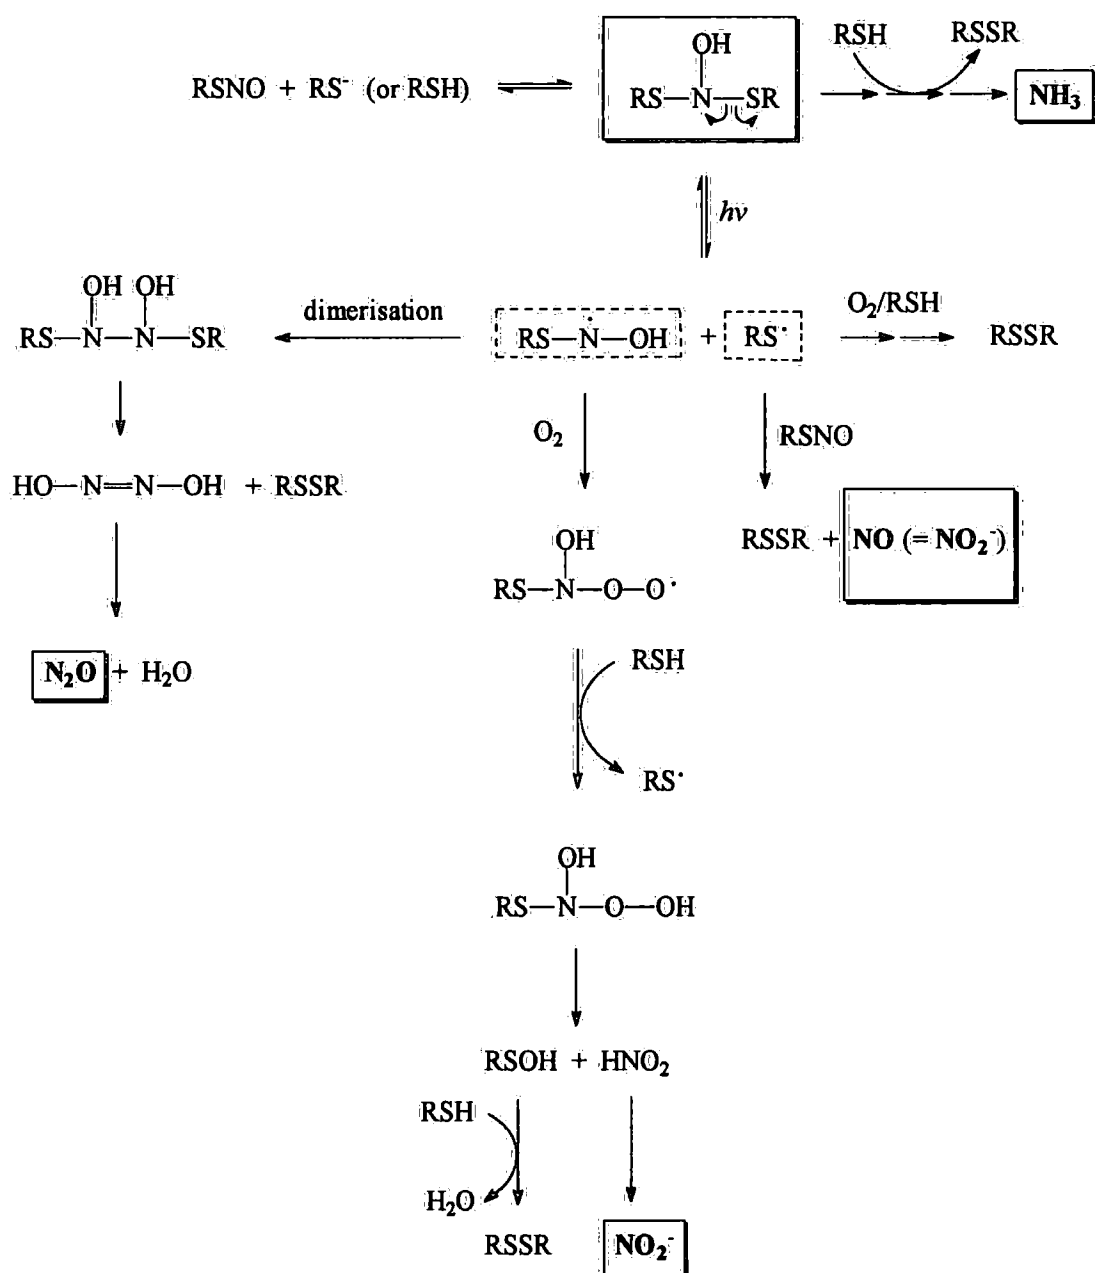 OH
RSH RSSR
RSNO + RS⁻ (or RSH) RS—N—SR NH₃
hν
OH OH
RS—N—N—SR dimerisation RS—Ṅ—OH + RS· O₂/RSH RSSR
O₂ RSNO
HO—N=N—OH + RSSR
OH
RSSR + NO (= NO₂⁻)
RS—N—O—O·
N₂O + H₂O
RSH
RS·
OH
RS—N—O—OH
RSOH + HNO₂
RSH
H₂O
RSSR NO₂⁻